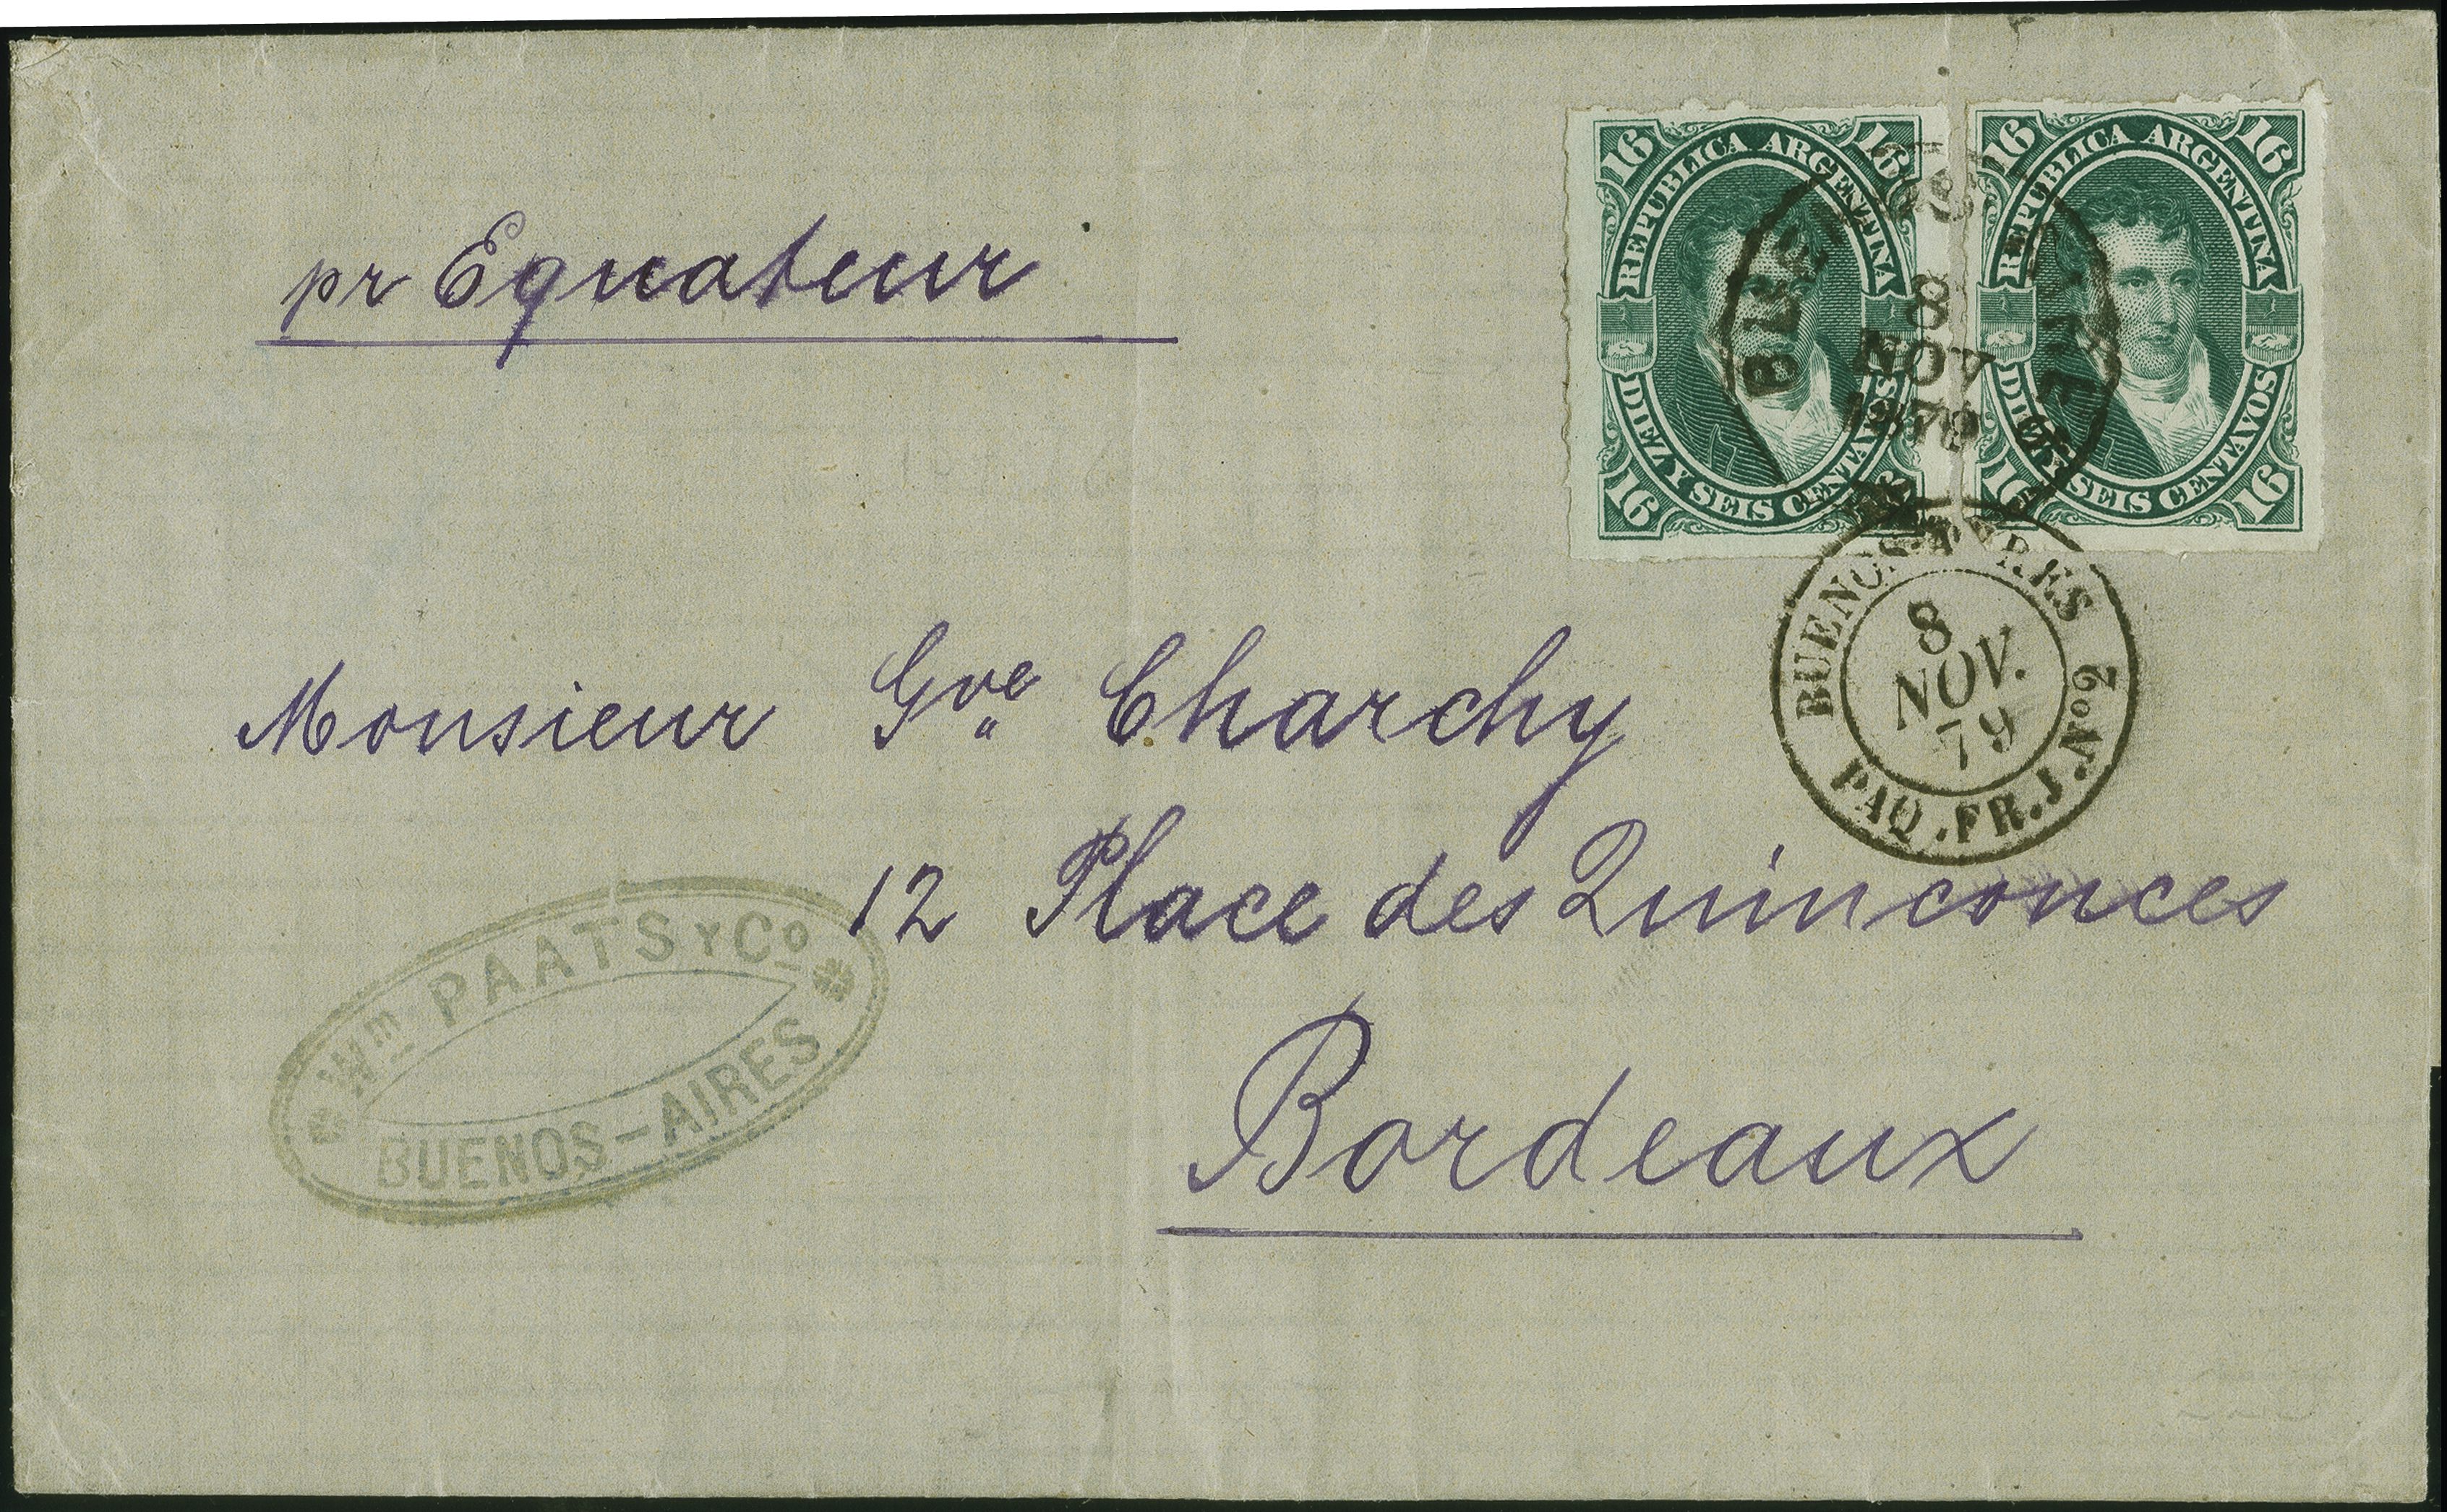 pr Equateur
16 16
REPUBLICA ARGENTINA
DIEZ Y SEIS CENTAVOS
16
16 16
REPUBLICA ARGENTINA
DIEZ Y SEIS CENTAVOS
16 16
8
NOV
1879
BUENOS-AYRES
8
NOV.
79
PAQ.FR.J.No2
Monsieur Gve Charchy
12 Place des Quinconces
Bordeaux
Wm PAATS Y Co
BUENOS-AIRES